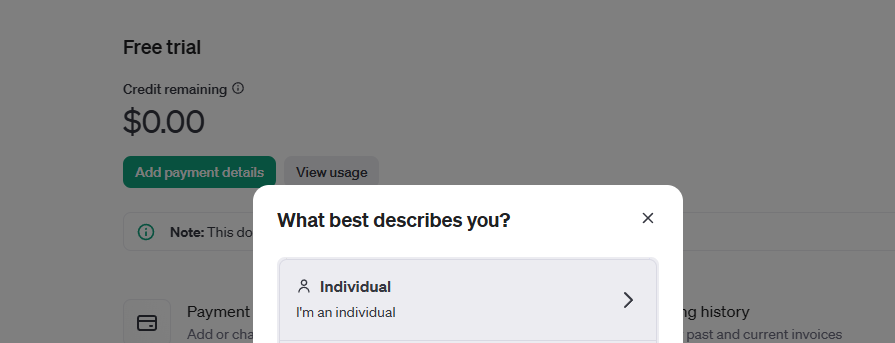 Free trial
Credit remaining
$0.00
Add payment details
View usage
What best describes you?
Note: This do
Individual
I'm an individual
Payment
Add or cha
ng history
past and current invoices